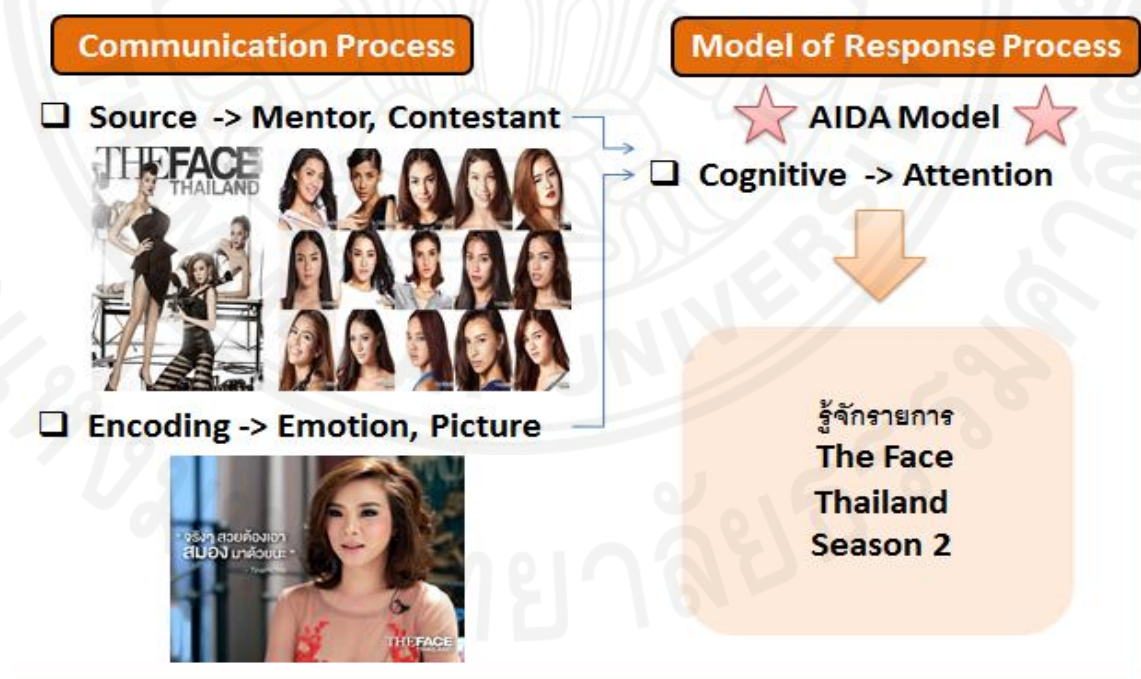 Communication Process
Model of Response Process
❑ Source -> Mentor, Contestant
THE FACE
THAILAND
❑ Encoding -> Emotion, Picture
" จริงๆ สวยต้องเอา
สมอง มาด้วยนะ "
THE FACE
THAILAND
AIDA Model
❑ Cognitive -> Attention
รู้จักรายการ
The Face
Thailand
Season 2